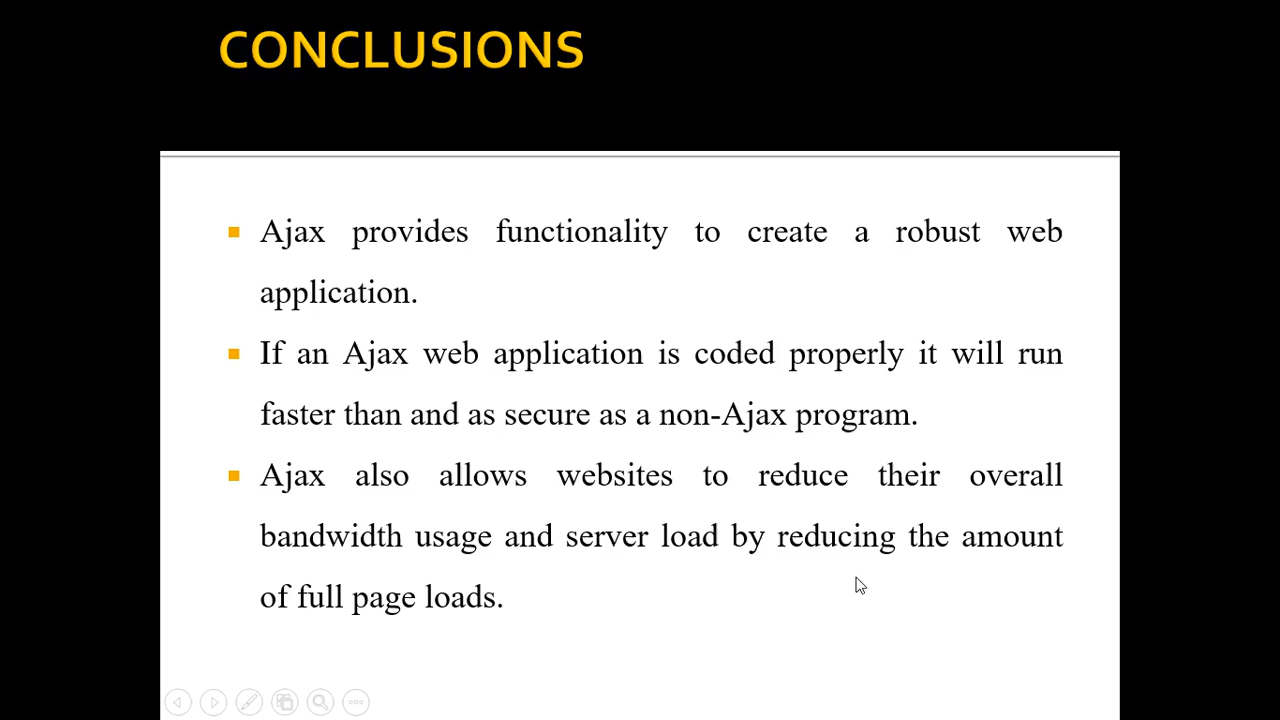 CONCLUSIONS
Ajax provides functionality to create a robust web
application.
If an Ajax web application is coded properly it will run
faster than and as secure as a non-Ajax program.
Ajax also allows websites to reduce their overall
bandwidth usage and server load by reducing the amount
of full page loads.